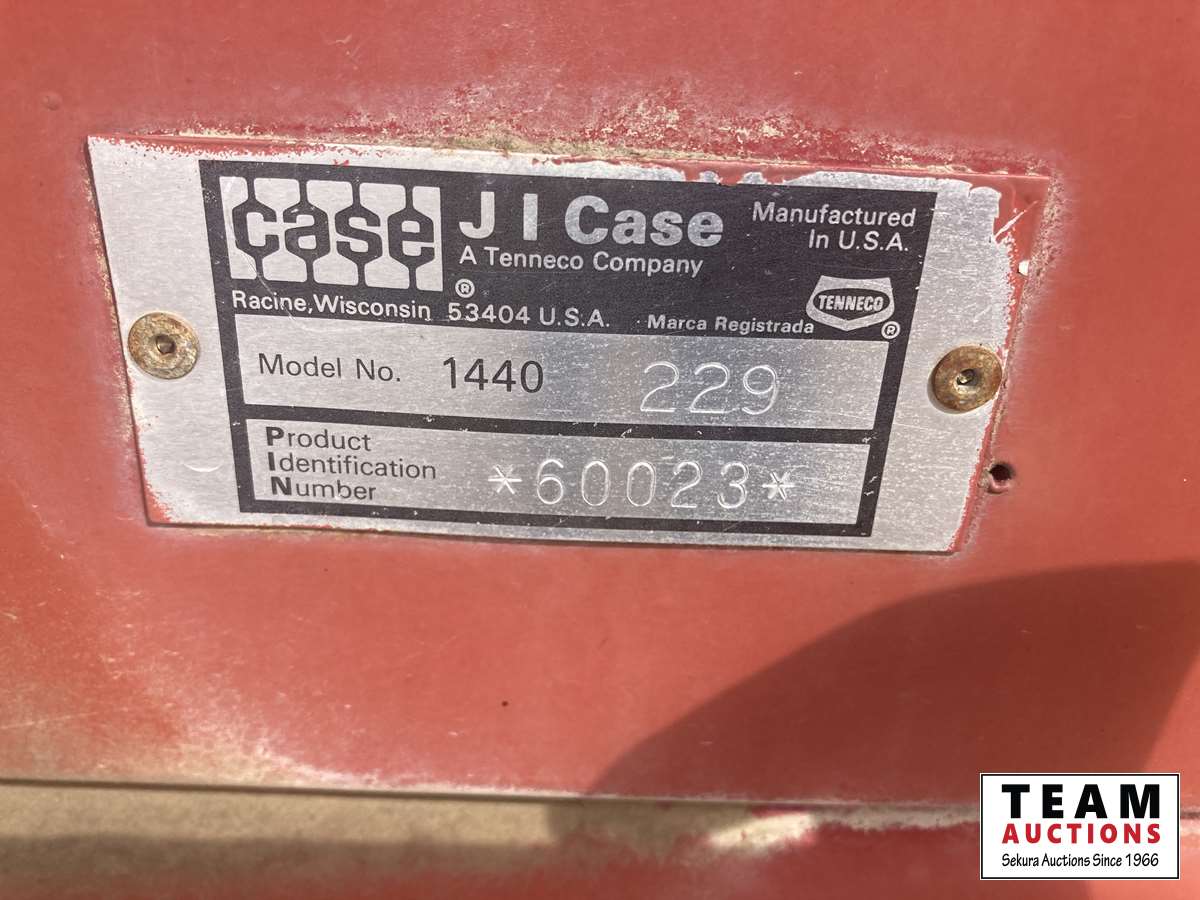 case
J I Case
A Tenneco Company
®
Manufactured
In U.S.A.
Racine, Wisconsin 53404 U.S.A.
Marca Registrada
TENNECO
®
Model No. 1440 229
Product
Identification
Number
*60023*
TEAM
AUCTIONS
Sekura Auctions Since 1966